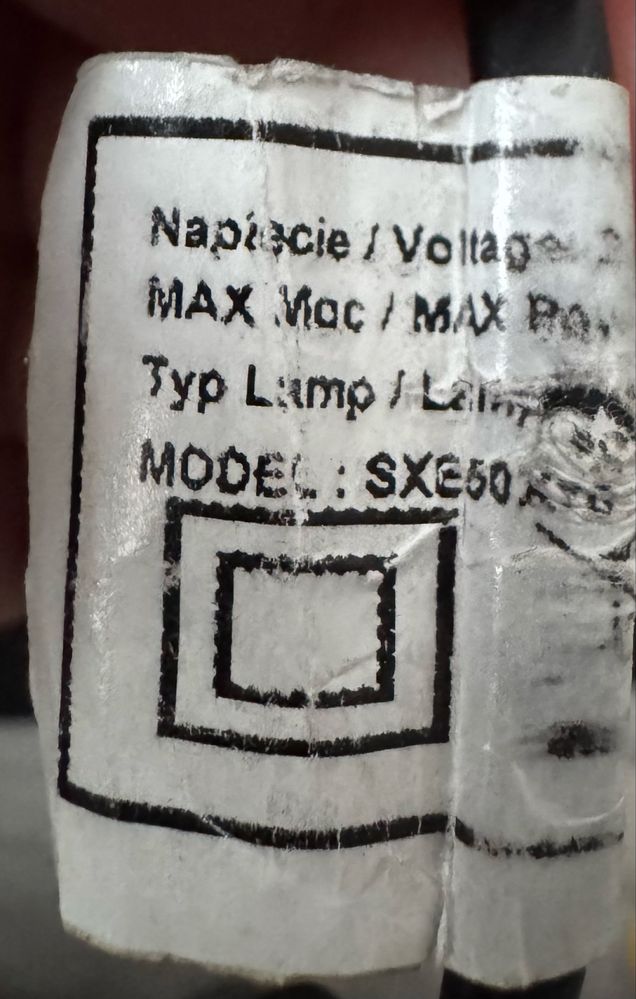 Napięcie / Voltage
MAX Moc / MAX
Typ Lamp /
MODEL : SXE50